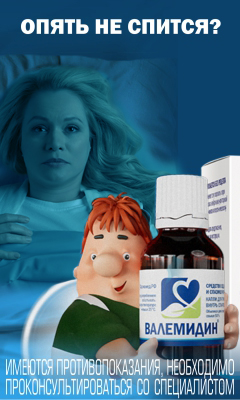 ОПЯТЬ НЕ СПИТСЯ?
ВАЛЕМИДИН
ИМЕЮТСЯ ПРОТИВОПОКАЗАНИЯ, НЕОБХОДИМО
ПРОКОНСУЛЬТИРОВАТЬСЯ СО СПЕЦИАЛИСТОМ